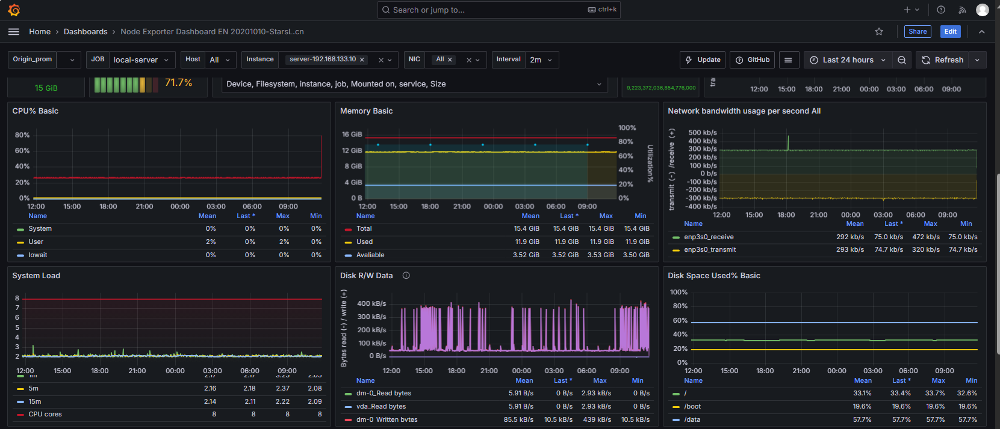 Search or jump to... ctrl+k
Home › Dashboards › Node Exporter Dashboard EN 20201010-StarsL.cn
Share Edit
Origin_prom JOB local-server Host All Instance server-192.168.133.10 × NIC All × Interval 2m Update GitHub Last 24 hours Refresh
15 GiB
71.7%
Device, Filesystem, instance, job, Mounted on, service, Size
9,223,372,036,854,776,000
12:00 15:00 18:00 21:00 00:00 03:00 06:00 09:00
CPU% Basic
80%
60%
40%
20%
0%
12:00 15:00 18:00 21:00 00:00 03:00 06:00 09:00
Name Mean Last * Max Min
System 0% 0% 0% 0%
User 2% 0% 2% 0%
Iowait 0% 0% 0% 0%
Memory Basic
16 GiB
12 GiB
8 GiB
4 GiB
0 B
100%
80%
60%
40%
20%
0%
Utilization%
12:00 15:00 18:00 21:00 00:00 03:00 06:00 09:00
Name Mean Last * Max Min
Total 15.4 GiB 15.4 GiB 15.4 GiB 15.4 GiB
Used 11.9 GiB 11.9 GiB 11.9 GiB 11.9 GiB
Avaliable 3.52 GiB 3.52 GiB 3.53 GiB 3.50 GiB
Network bandwidth usage per second All
transmit (-) /receive (+)
500 kb/s
400 kb/s
300 kb/s
200 kb/s
100 kb/s
0 b/s
-100 kb/s
-200 kb/s
-300 kb/s
-400 kb/s
12:00 15:00 18:00 21:00 00:00 03:00 06:00 09:00
Name Mean Last * Max Min
enp3s0_receive 292 kb/s 75.0 kb/s 472 kb/s 75.0 kb/s
enp3s0_transmit 293 kb/s 74.7 kb/s 320 kb/s 74.7 kb/s
System Load
8
7
6
5
4
3
2
12:00 15:00 18:00 21:00 00:00 03:00 06:00 09:00
5m 2.16 2.18 2.37 2.08
15m 2.14 2.11 2.22 2.09
CPU cores 8 8 8 8
Disk R/W Data
Bytes read (-) / write (+)
400 kB/s
300 kB/s
200 kB/s
100 kB/s
0 B/s
12:00 15:00 18:00 21:00 00:00 03:00 06:00 09:00
Name Mean Last * Max Min
dm-0_Read bytes 5.91 B/s 0 B/s 2.93 kB/s 0 B/s
vda_Read bytes 5.91 B/s 0 B/s 2.93 kB/s 0 B/s
dm-0_Written bytes 85.5 kB/s 10.5 kB/s 439 kB/s 10.5 kB/s
Disk Space Used% Basic
100%
80%
60%
40%
20%
0%
12:00 15:00 18:00 21:00 00:00 03:00 06:00 09:00
Name Mean Last * Max Min
/ 33.1% 33.4% 33.7% 32.6%
/boot 19.6% 19.6% 19.6% 19.6%
/data 57.7% 57.7% 57.7% 57.7%